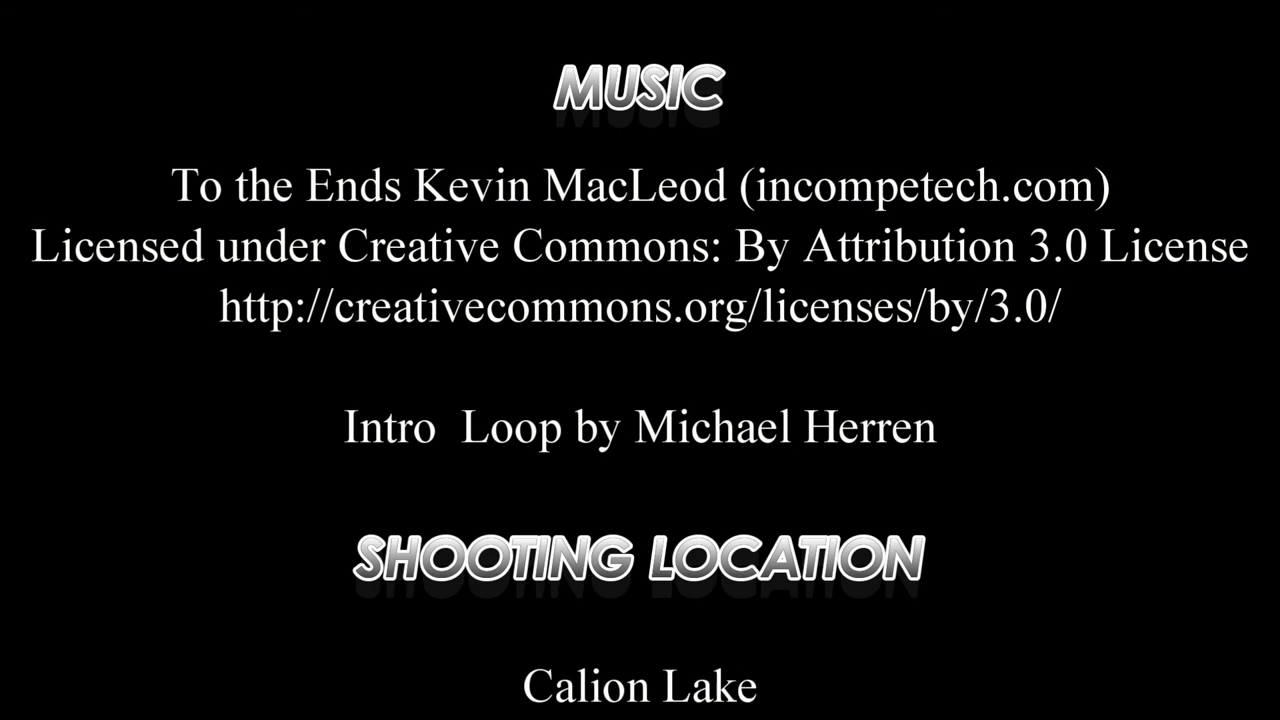 MUSIC
To the Ends Kevin MacLeod (incompetech.com)
Licensed under Creative Commons: By Attribution 3.0 License
http://creativecommons.org/licenses/by/3.0/
Intro  Loop by Michael Herren
SHOOTING LOCATION
Calion Lake